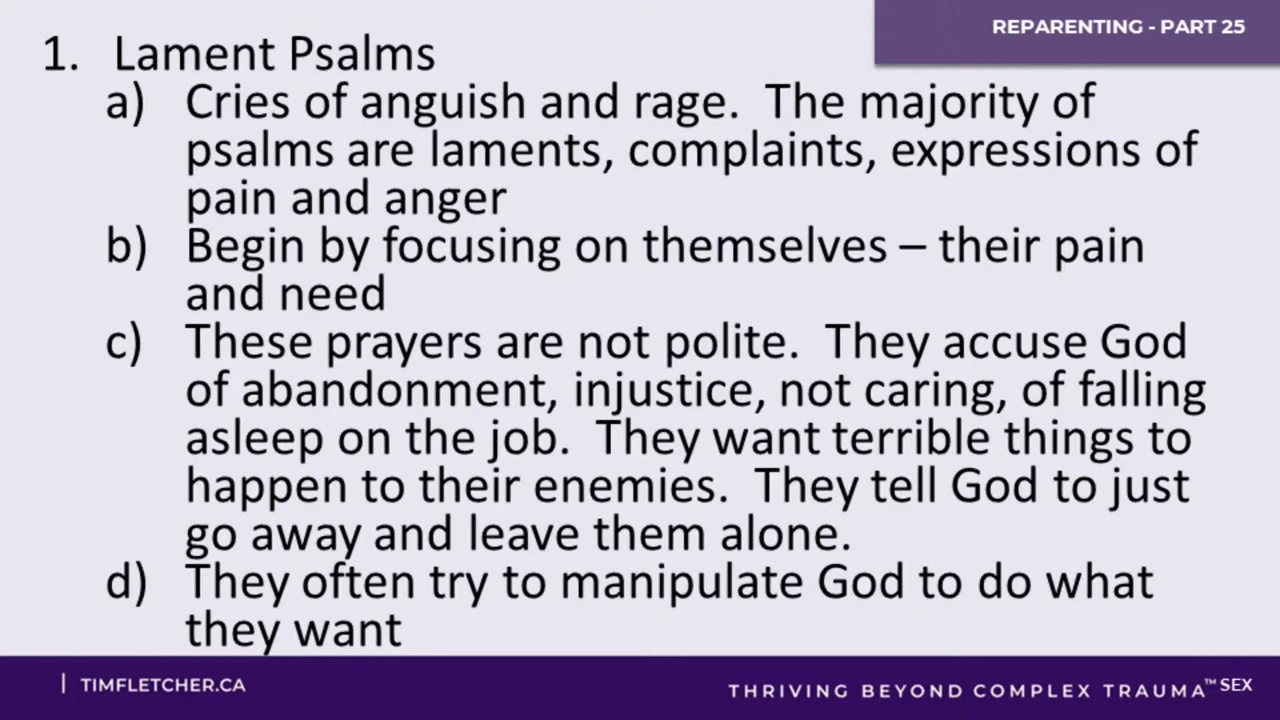 REPARENTING - PART 25
1. Lament Psalms
a) Cries of anguish and rage. The majority of
psalms are laments, complaints, expressions of
pain and anger
b) Begin by focusing on themselves – their pain
and need
c) These prayers are not polite. They accuse God
of abandonment, injustice, not caring, of falling
asleep on the job. They want terrible things to
happen to their enemies. They tell God to just
go away and leave them alone.
d) They often try to manipulate God to do what
they want
| TIMFLETCHER.CA
THRIVING BEYOND COMPLEX TRAUMA™ SEX